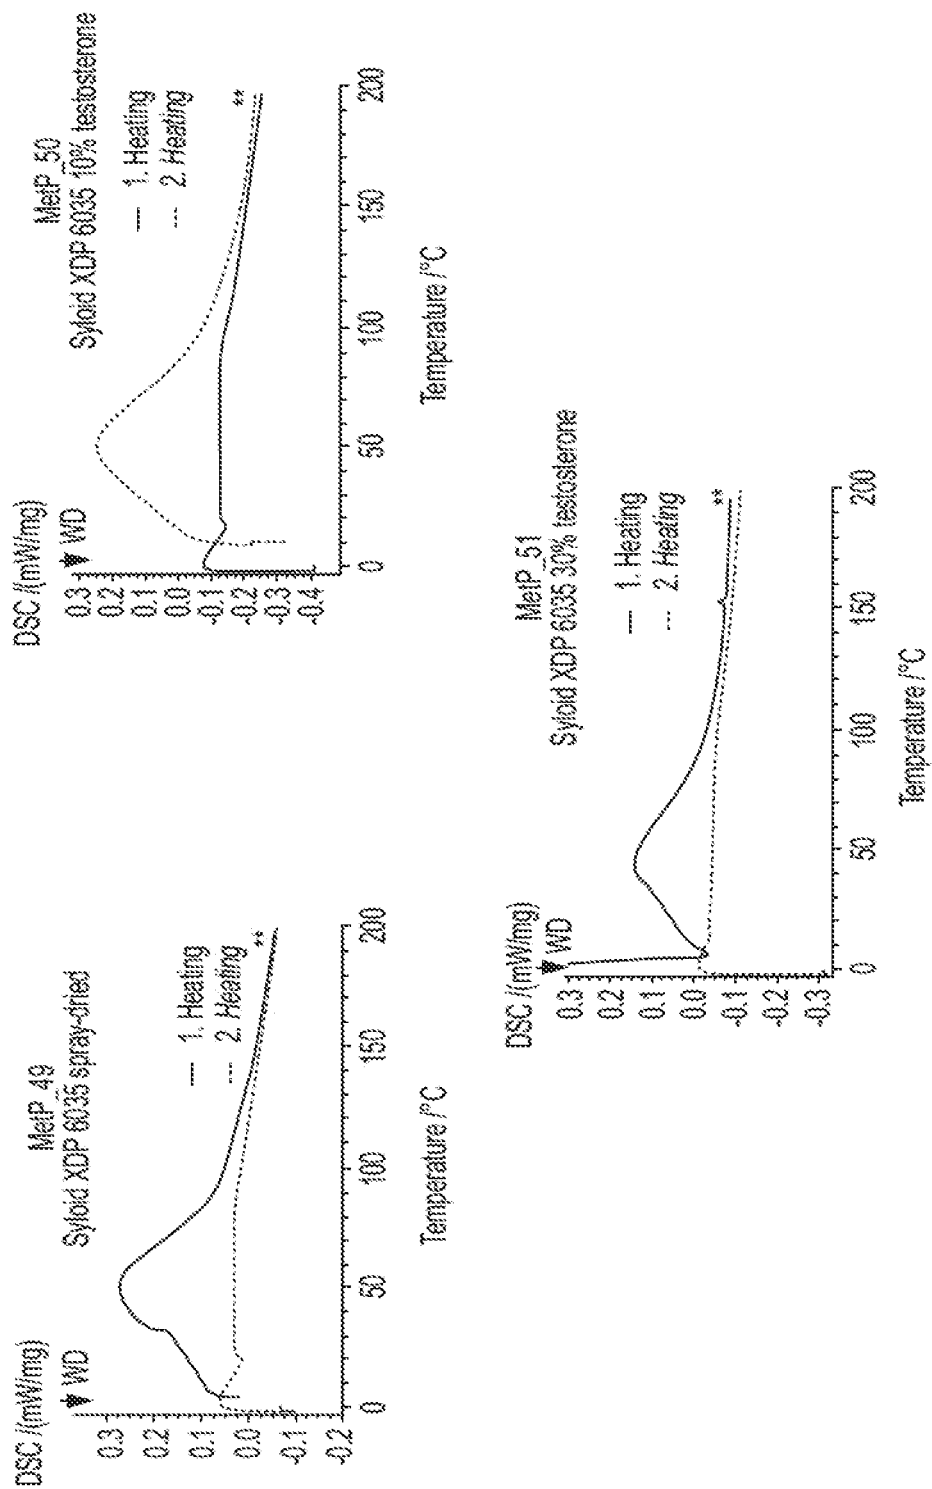 DSC /(mW/mg)
WD
MetP_49
Syloid XDP 6035 spray-dried
0.3
0.2
0.1
0.0
-0.1
-0.2
1. Heating
2. Heating
**
0 50 100 150 200
Temperature /°C
DSC /(mW/mg)
WD
MetP_50
Syloid XDP 6035 10% testosterone
0.3
0.2
0.1
0.0
-0.1
-0.2
-0.3
-0.4
1. Heating
2. Heating
**
0 50 100 150 200
Temperature /°C
DSC /(mW/mg)
WD
MetP_51
Syloid XDP 6035 30% testosterone
0.3
0.2
0.1
0.0
-0.1
-0.2
-0.3
1. Heating
2. Heating
**
0 50 100 150 200
Temperature /°C